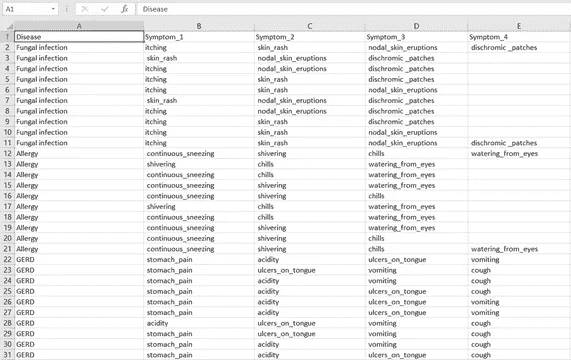 A1 fx Disease
A B C D E
1 Disease Symptom_1 Symptom_2 Symptom_3 Symptom_4
2 Fungal infection itching skin_rash nodal_skin_eruptions dischromic _patches
3 Fungal infection skin_rash nodal_skin_eruptions dischromic _patches
4 Fungal infection itching nodal_skin_eruptions dischromic _patches
5 Fungal infection itching skin_rash dischromic _patches
6 Fungal infection itching skin_rash nodal_skin_eruptions
7 Fungal infection skin_rash nodal_skin_eruptions dischromic _patches
8 Fungal infection itching nodal_skin_eruptions dischromic _patches
9 Fungal infection itching skin_rash dischromic _patches
10 Fungal infection itching skin_rash nodal_skin_eruptions
11 Fungal infection itching skin_rash nodal_skin_eruptions dischromic _patches
12 Allergy continuous_sneezing shivering chills watering_from_eyes
13 Allergy shivering chills watering_from_eyes
14 Allergy continuous_sneezing chills watering_from_eyes
15 Allergy continuous_sneezing shivering watering_from_eyes
16 Allergy continuous_sneezing shivering chills
17 Allergy shivering chills watering_from_eyes
18 Allergy continuous_sneezing chills watering_from_eyes
19 Allergy continuous_sneezing shivering watering_from_eyes
20 Allergy continuous_sneezing shivering chills
21 Allergy continuous_sneezing shivering chills watering_from_eyes
22 GERD stomach_pain acidity ulcers_on_tongue vomiting
23 GERD stomach_pain ulcers_on_tongue vomiting cough
24 GERD stomach_pain acidity vomiting cough
25 GERD stomach_pain acidity ulcers_on_tongue cough
26 GERD stomach_pain acidity ulcers_on_tongue vomiting
27 GERD stomach_pain acidity ulcers_on_tongue vomiting
28 GERD acidity ulcers_on_tongue vomiting cough
29 GERD stomach_pain ulcers_on_tongue vomiting cough
30 GERD stomach_pain acidity vomiting cough
31 GERD stomach_pain acidity ulcers_on_tongue cough